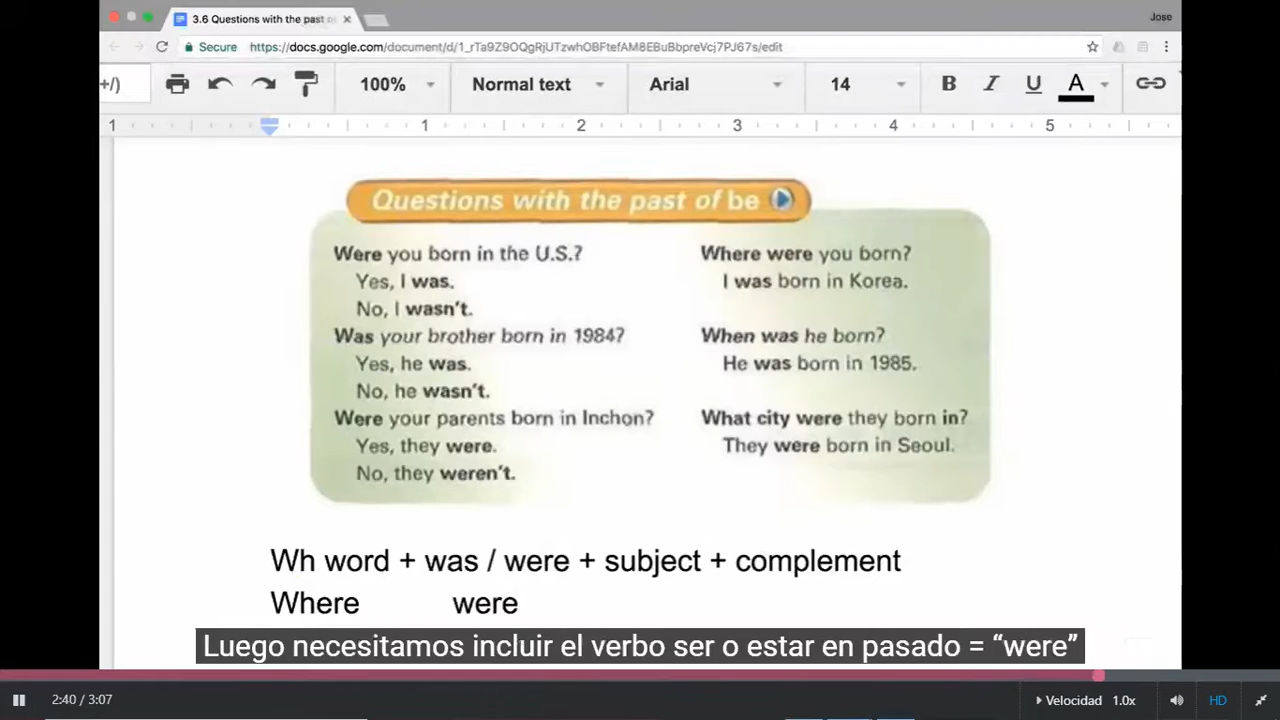 3.6 Questions with the past o
Jose
Secure https://docs.google.com/document/d/1_rTa9Z9OQgRjUTzwhOBFtefAM8EBuBbpreVcj7PJ67s/edit
+/) 100% Normal text Arial 14 B I U A
1 1 2 3 4 5
Questions with the past of be
Were you born in the U.S.?
Yes, I was.
No, I wasn't.
Was your brother born in 1984?
Yes, he was.
No, he wasn't.
Were your parents born in Inchon?
Yes, they were.
No, they weren't.
Where were you born?
I was born in Korea.
When was he born?
He was born in 1985.
What city were they born in?
They were born in Seoul.
Wh word + was / were + subject + complement
Where were
Luego necesitamos incluir el verbo ser o estar en pasado = “were”
2:40 / 3:07 Velocidad 1.0x HD